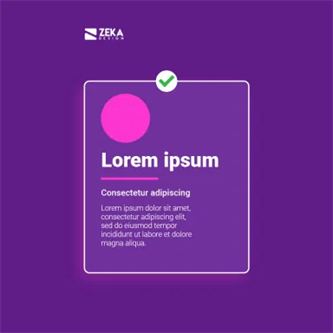 ZEKA
DESIGN
Lorem ipsum
Consectetur adipiscing
Lorem ipsum dolor sit amet,
consectetur adipiscing elit,
sed do eiusmod tempor
incididunt ut labore et dolore
magna aliqua.